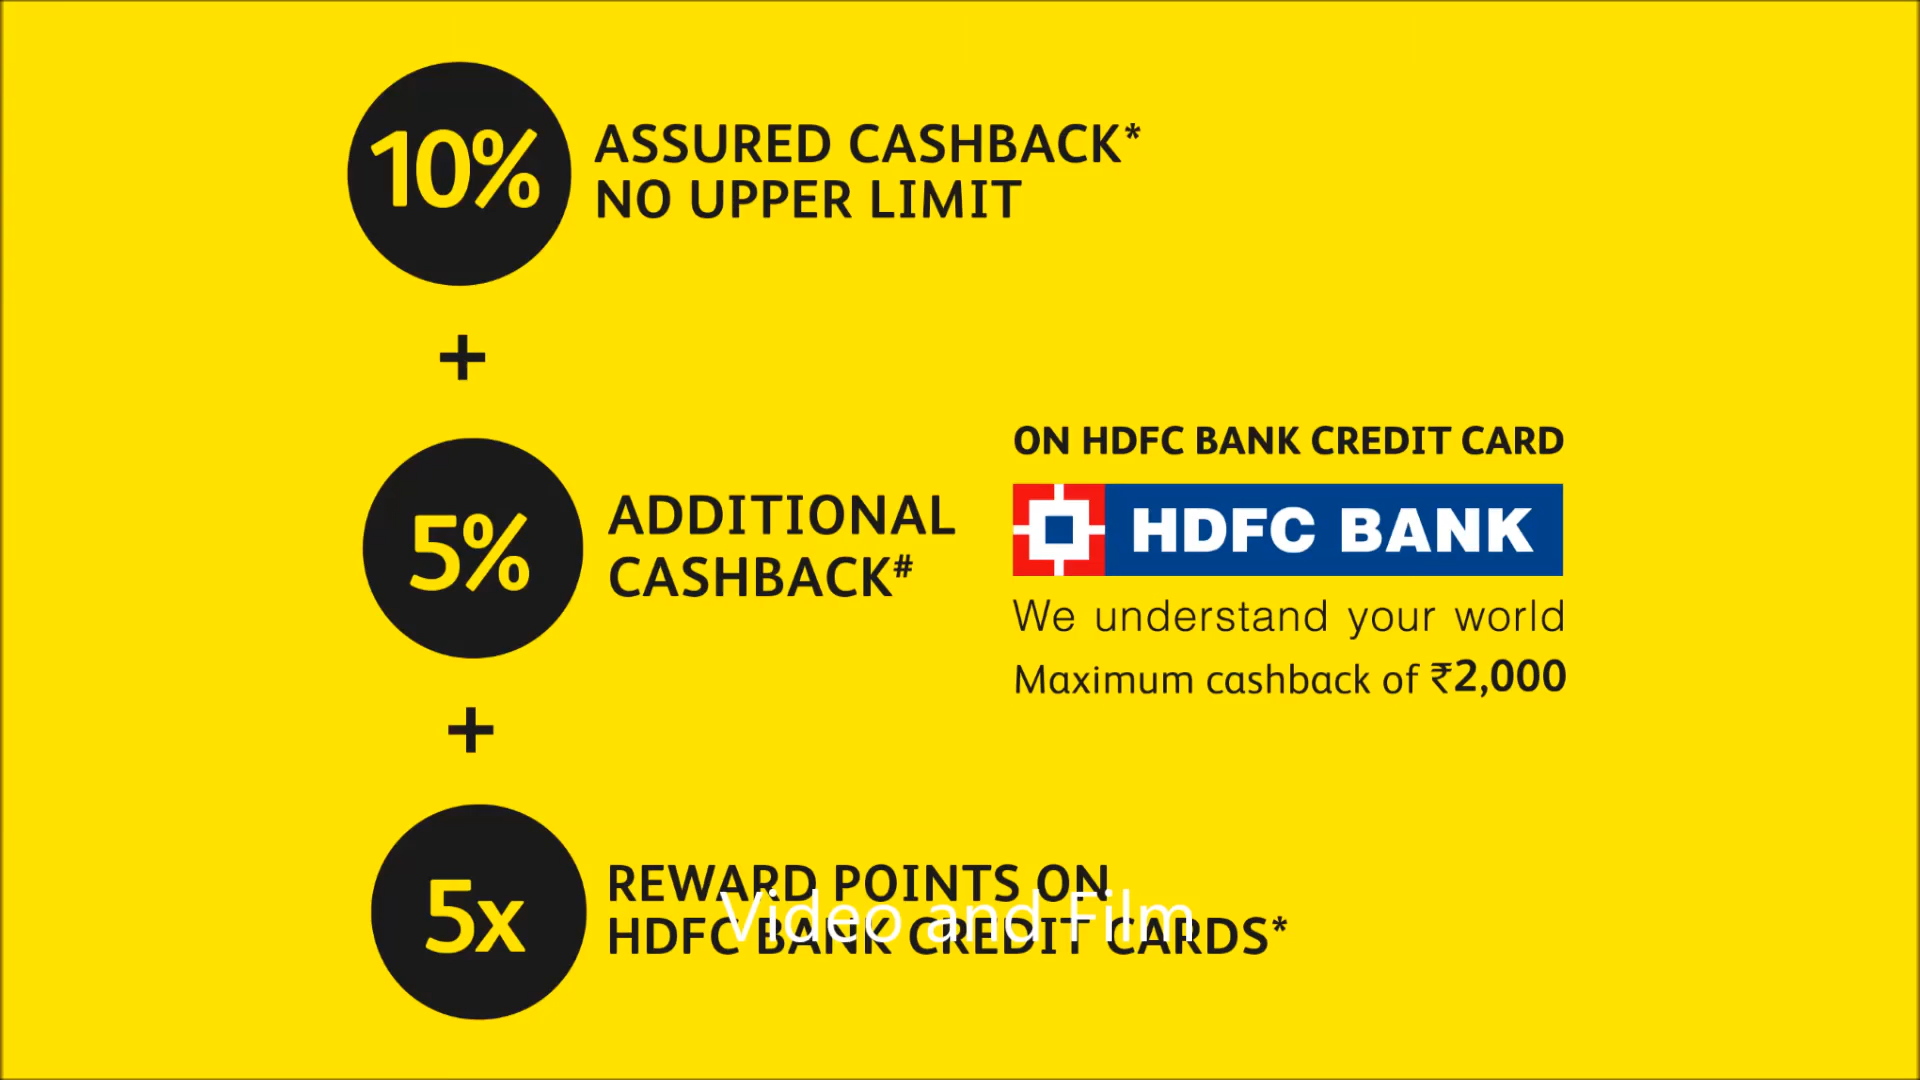 10%
ASSURED CASHBACK*
NO UPPER LIMIT
+
5%
ADDITIONAL
CASHBACK#
ON HDFC BANK CREDIT CARD
HDFC BANK
We understand your world
Maximum cashback of ₹2,000
+
5x
REWARD POINTS ON
HDFC BANK CREDIT CARDS*
Video and Film